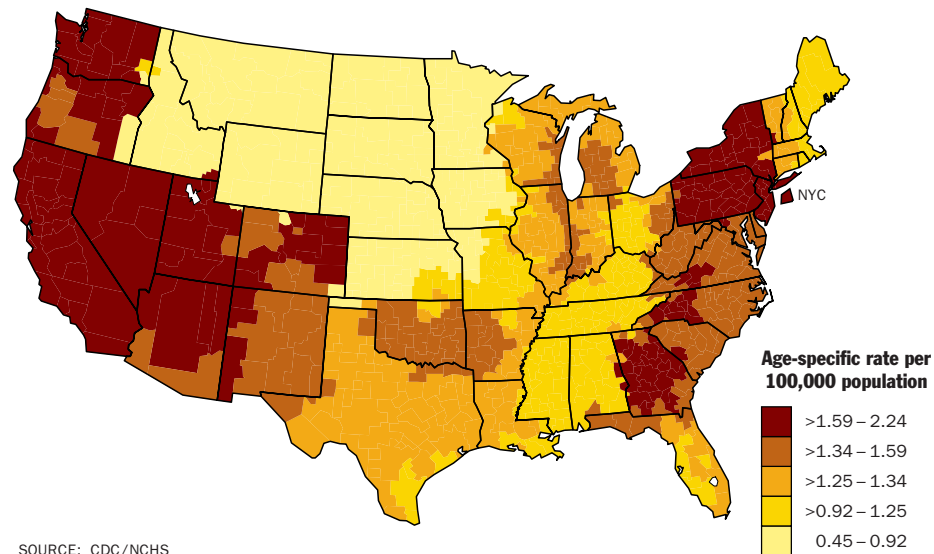 NYC
Age-specific rate per
100,000 population
>1.59 – 2.24
>1.34 – 1.59
>1.25 – 1.34
>0.92 – 1.25
0.45 – 0.92
SOURCE: CDC/NCHS